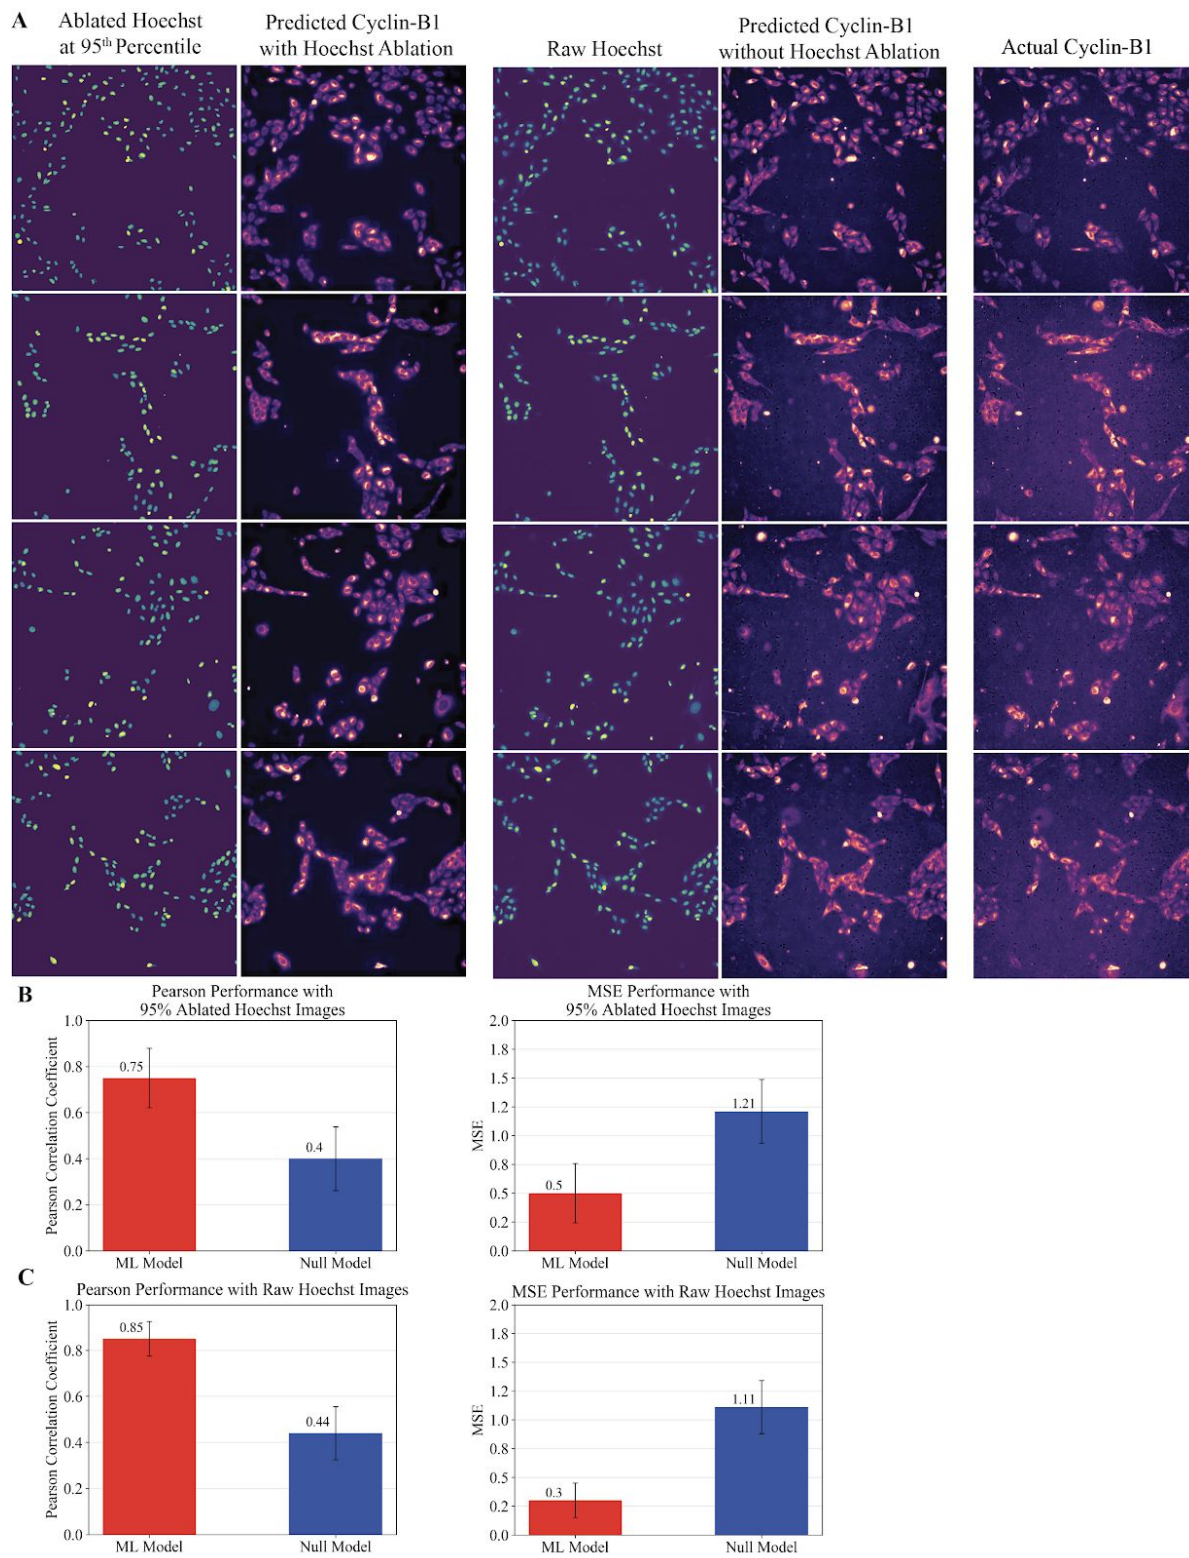 A
Ablated Hoechst
at 95th Percentile
Predicted Cyclin-B1
with Hoechst Ablation
Raw Hoechst
Predicted Cyclin-B1
without Hoechst Ablation
Actual Cyclin-B1
B
Pearson Performance with
95% Ablated Hoechst Images
Pearson Correlation Coefficient
1.0
0.8
0.6
0.4
0.2
0.0
0.75
0.4
ML Model
Null Model
MSE Performance with
95% Ablated Hoechst Images
MSE
2.0
1.8
1.5
1.2
1.0
0.8
0.5
0.2
0.0
0.5
1.21
ML Model
Null Model
C
Pearson Performance with Raw Hoechst Images
Pearson Correlation Coefficient
1.0
0.8
0.6
0.4
0.2
0.0
0.85
0.44
ML Model
Null Model
MSE Performance with Raw Hoechst Images
MSE
2.0
1.8
1.5
1.2
1.0
0.8
0.5
0.2
0.0
0.3
1.11
ML Model
Null Model